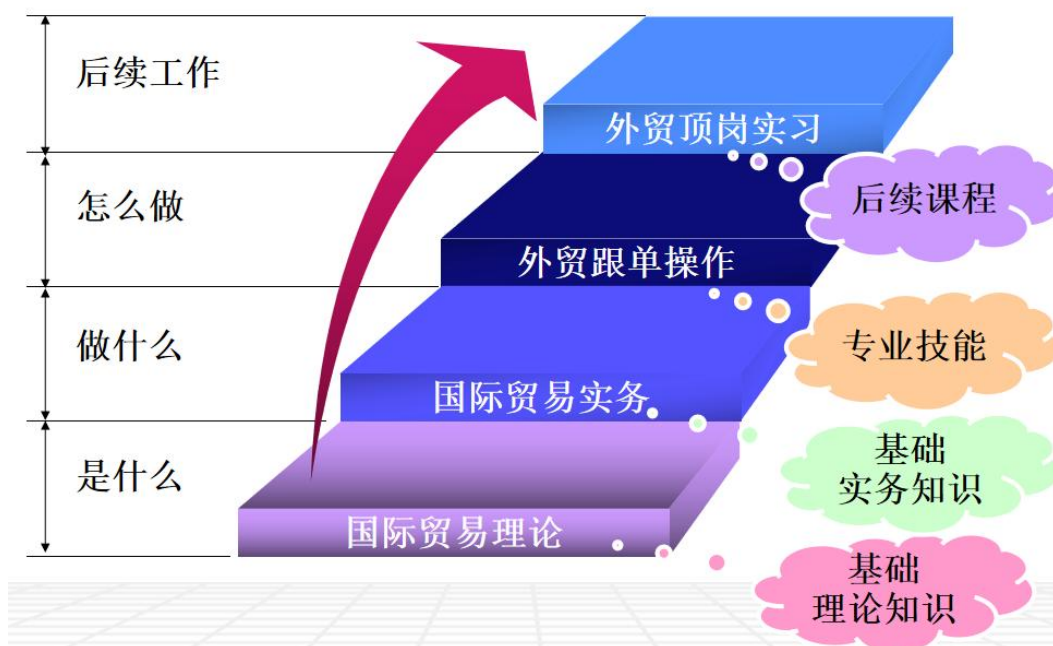 后续工作
外贸顶岗实习
怎么做
后续课程
外贸跟单操作
做什么
专业技能
国际贸易实务
基础
实务知识
是什么
国际贸易理论
基础
理论知识